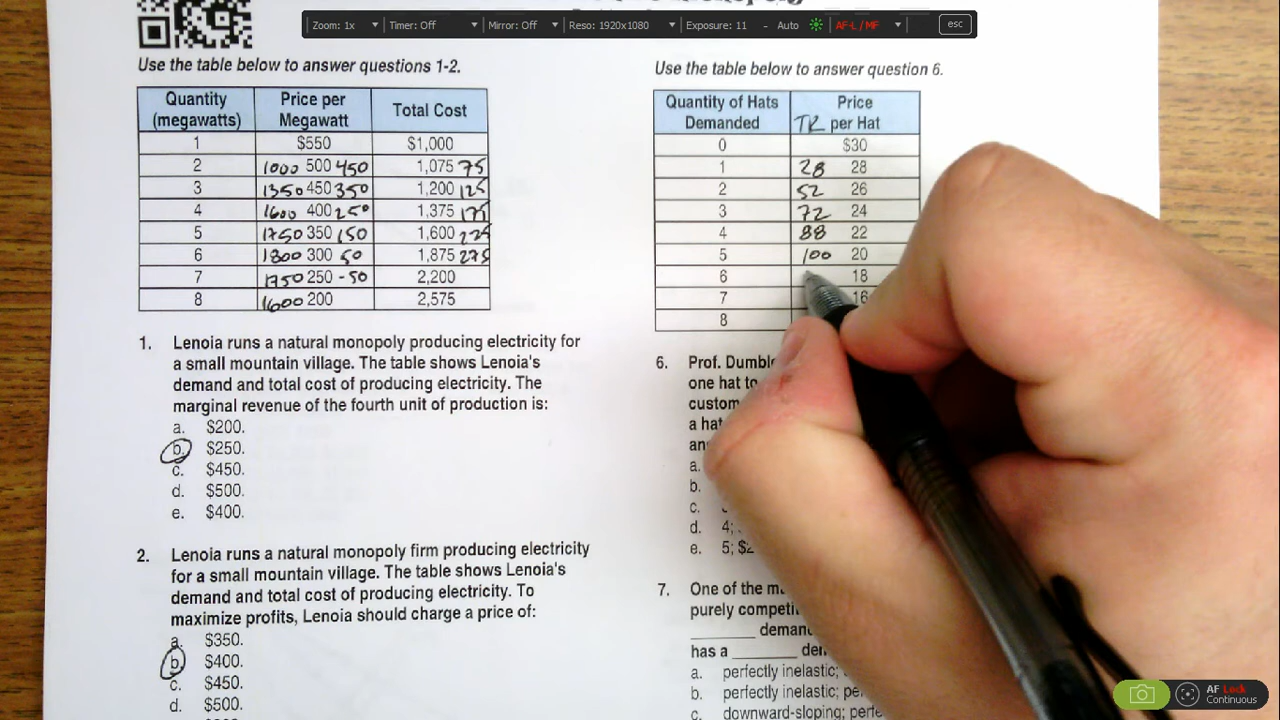 Zoom: 1x Timer: Off Mirror: Off Reso: 1920x1080 Exposure: 11 - Auto AF-L / MF esc
Use the table below to answer questions 1-2.
Quantity (megawatts) Price per Megawatt Total Cost
1 $550 $1,000
2 1000 500 450 1,075 75
3 1350 450 350 1,200 125
4 1600 400 250 1,375 175
5 1750 350 150 1,600 225
6 1800 300 50 1,875 275
7 1750 250 -50 2,200
8 1600 200 2,575
1. Lenoia runs a natural monopoly producing electricity for
a small mountain village. The table shows Lenoia's
demand and total cost of producing electricity. The
marginal revenue of the fourth unit of production is:
a. $200.
b. $250.
c. $450.
d. $500.
e. $400.
2. Lenoia runs a natural monopoly firm producing electricity
for a small mountain village. The table shows Lenoia's
demand and total cost of producing electricity. To
maximize profits, Lenoia should charge a price of:
a. $350.
b. $400.
c. $450.
d. $500.
Use the table below to answer question 6.
Quantity of Hats Demanded TR Price per Hat
0 $30
1 28 28
2 52 26
3 72 24
4 88 22
5 100 20
6 18
7 16
8
6. Prof.
one hat to
a
a.
b.
c.
d. 4;
e. 5;
7. One of the
purely
has a
a. perfectly inelastic;
b. perfectly inelastic;
c. downward-sloping;
AF Lock
Continuous